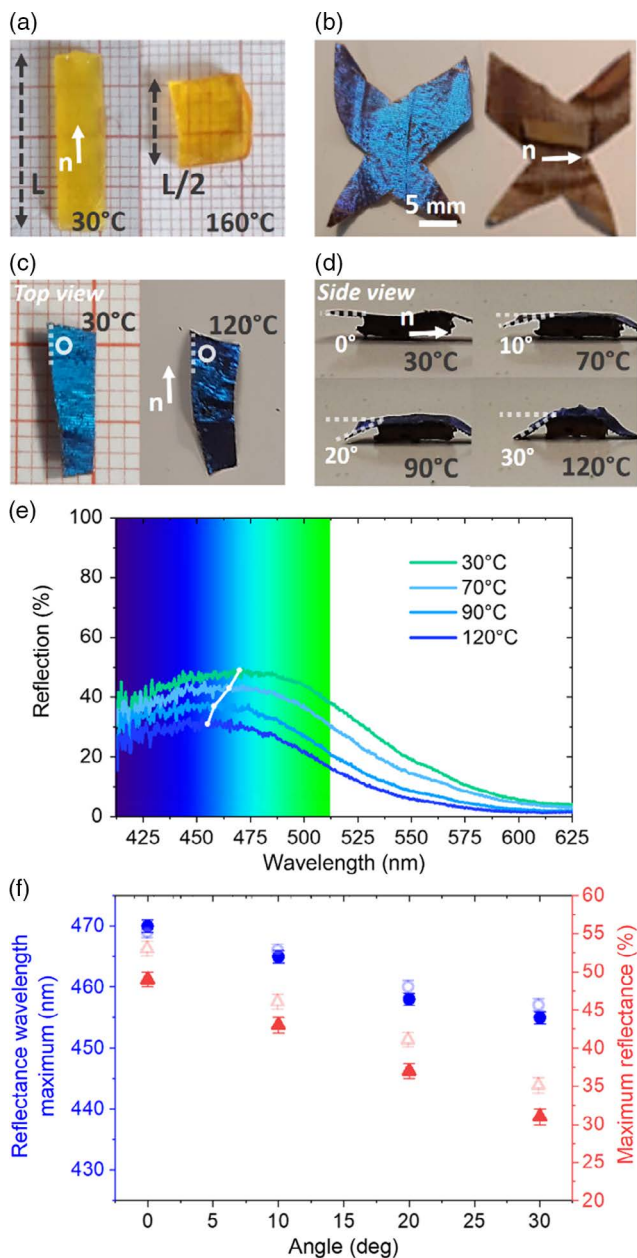 (a)
L
n
30°C
L/2
160°C
(b)
5 mm
n
(c)
Top view
30°C
n
120°C
(d)
Side view
n
0°
30°C
10°
70°C
20°
90°C
30°
120°C
(e)
100
80
60
40
20
0
Reflection (%)
30°C
70°C
90°C
120°C
425 450 475 500 525 550 575 600 625
Wavelength (nm)
(f)
Reflectance wavelength
maximum (nm)
470
460
450
440
430
60
55
50
45
40
35
30
25
20
Maximum reflectance (%)
0 5 10 15 20 25 30
Angle (deg)